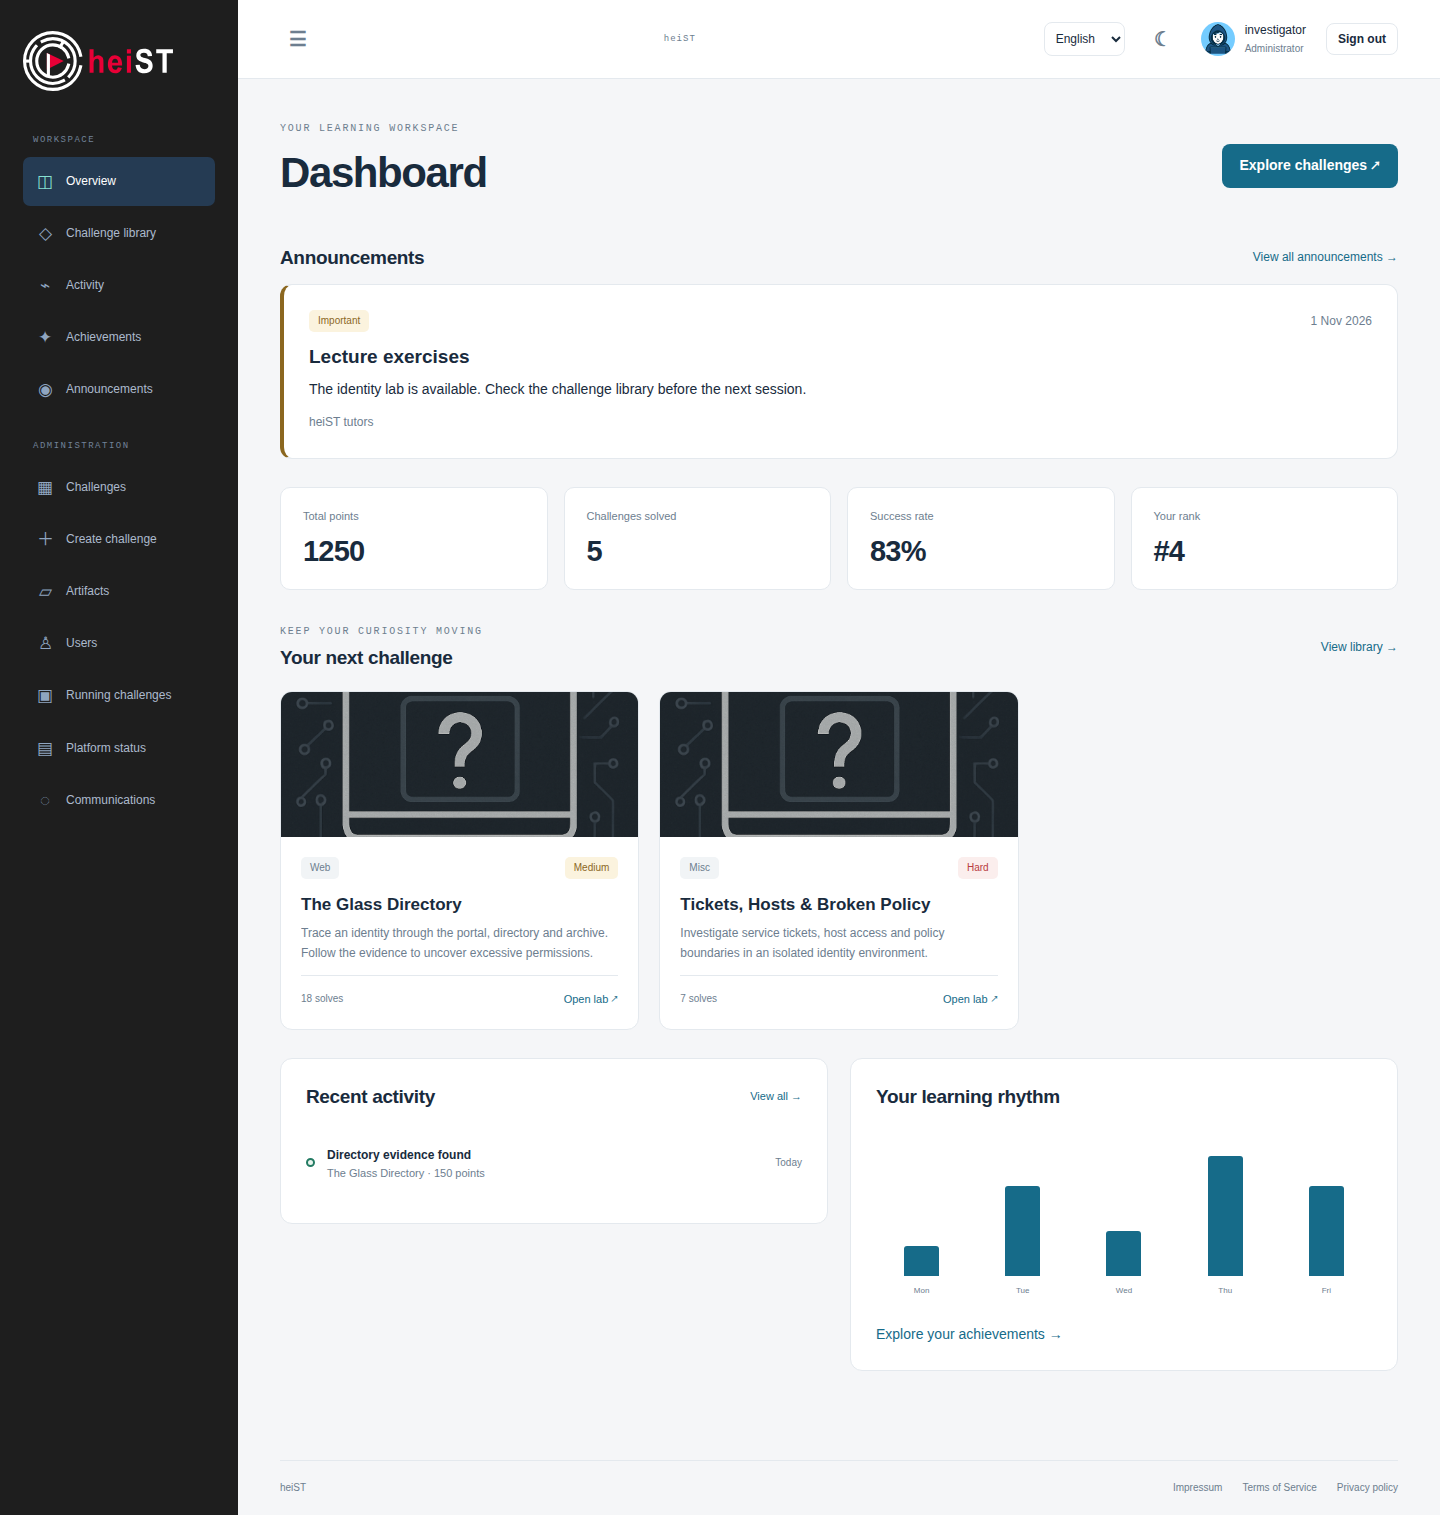 heiST
WORKSPACE
Overview
Challenge library
Activity
Achievements
Announcements
ADMINISTRATION
Challenges
Create challenge
Artifacts
Users
Running challenges
Platform status
Communications
heiST
English
investigator
Administrator
Sign out
YOUR LEARNING WORKSPACE
Dashboard
Explore challenges ↗
Announcements
View all announcements →
Important
1 Nov 2026
Lecture exercises
The identity lab is available. Check the challenge library before the next session.
heiST tutors
Total points
1250
Challenges solved
5
Success rate
83%
Your rank
#4
KEEP YOUR CURIOSITY MOVING
Your next challenge
View library →
?
Web
Medium
The Glass Directory
Trace an identity through the portal, directory and archive.
Follow the evidence to uncover excessive permissions.
18 solves
Open lab ↗
?
Misc
Hard
Tickets, Hosts & Broken Policy
Investigate service tickets, host access and policy
boundaries in an isolated identity environment.
7 solves
Open lab ↗
Recent activity
View all →
Directory evidence found
The Glass Directory · 150 points
Today
Your learning rhythm
Mon
Tue
Wed
Thu
Fri
Explore your achievements →
heiST
Impressum
Terms of Service
Privacy policy